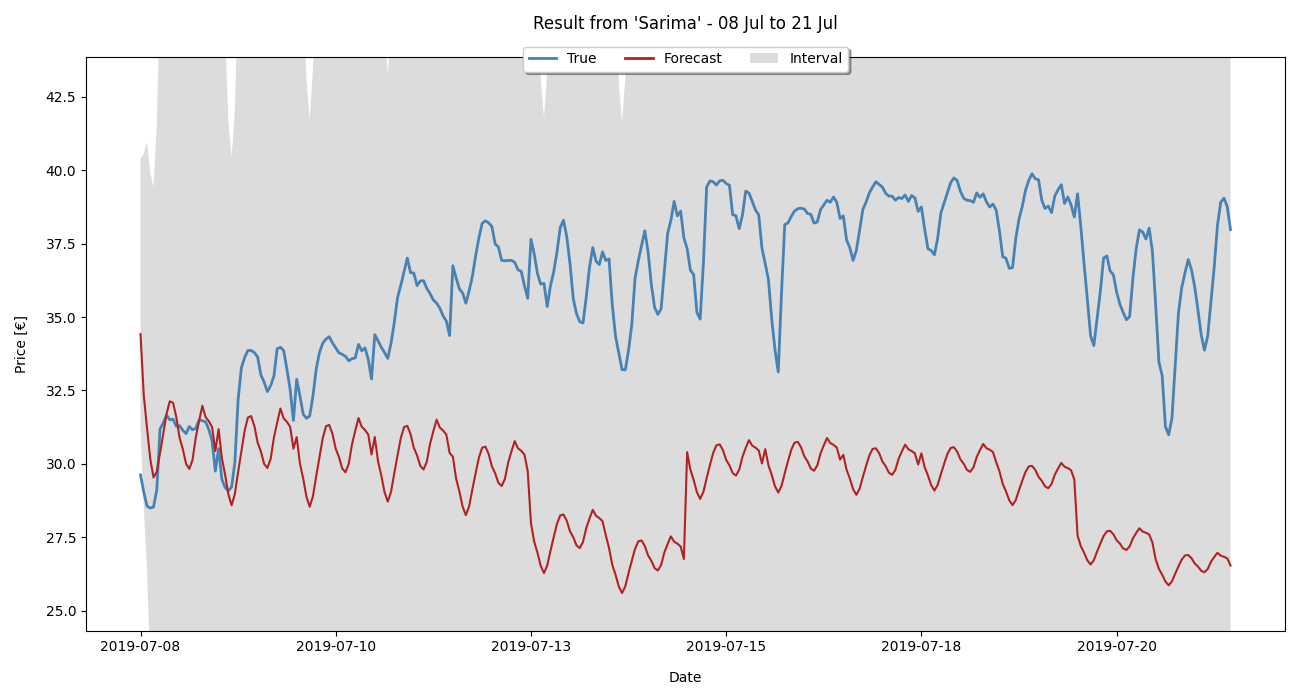 Result from 'Sarima' - 08 Jul to 21 Jul
True Forecast Interval
42.5
40.0
37.5
35.0
32.5
30.0
27.5
25.0
Price [€]
2019-07-08 2019-07-10 2019-07-13 2019-07-15 2019-07-18 2019-07-20
Date